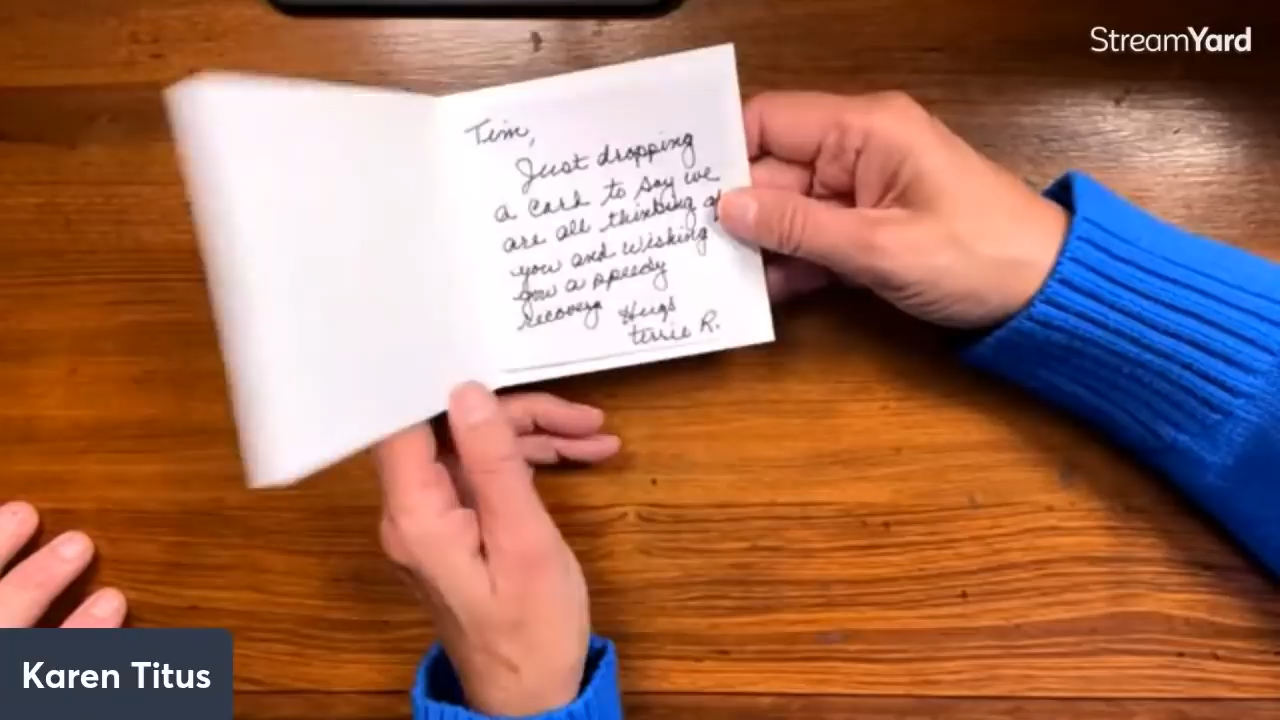 StreamYard
Tim,
Just dropping
a card to say we
are all thinking of
you and wishing
you a speedy
recovery Hugs
Terrie R.
Karen Titus